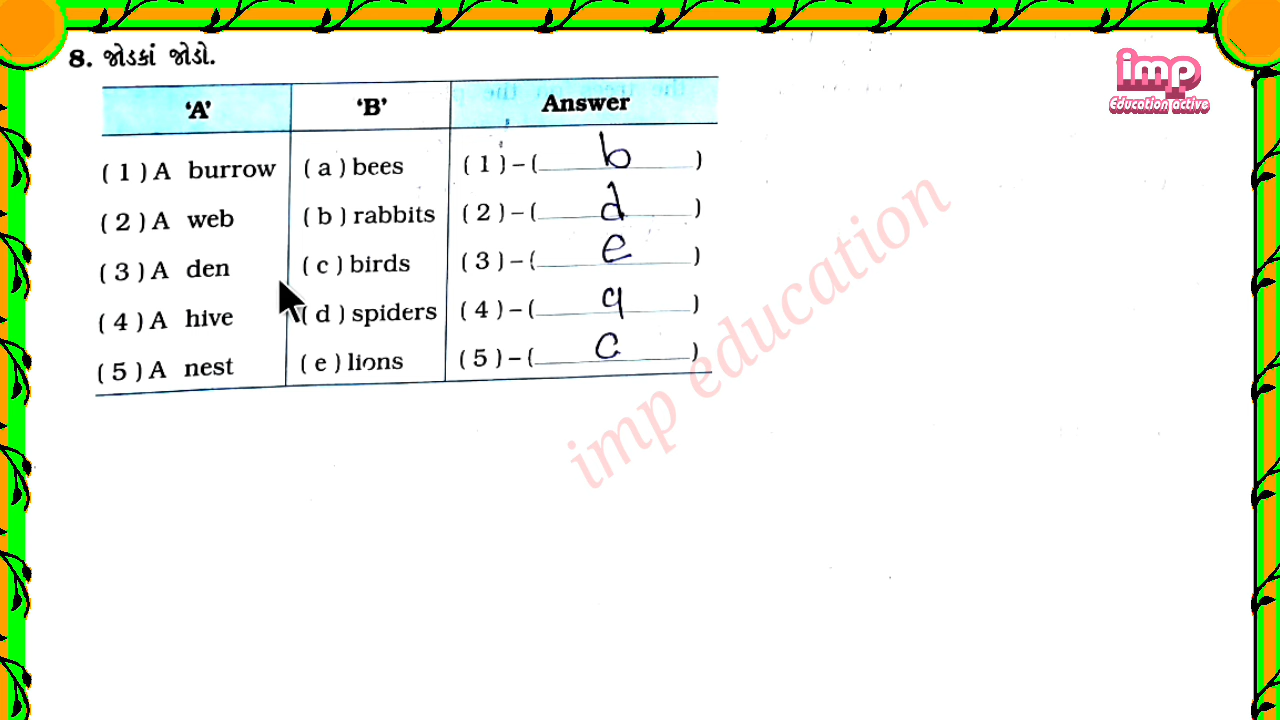 imp
Education active
8. જોડકાં જોડો.
'A' 'B' Answer
( 1 ) A burrow ( a ) bees ( 1 ) – ( b )
( 2 ) A web ( b ) rabbits ( 2 ) – ( d )
( 3 ) A den ( c ) birds ( 3 ) – ( e )
( 4 ) A hive ( d ) spiders ( 4 ) – ( a )
( 5 ) A nest ( e ) lions ( 5 ) – ( c )
imp education